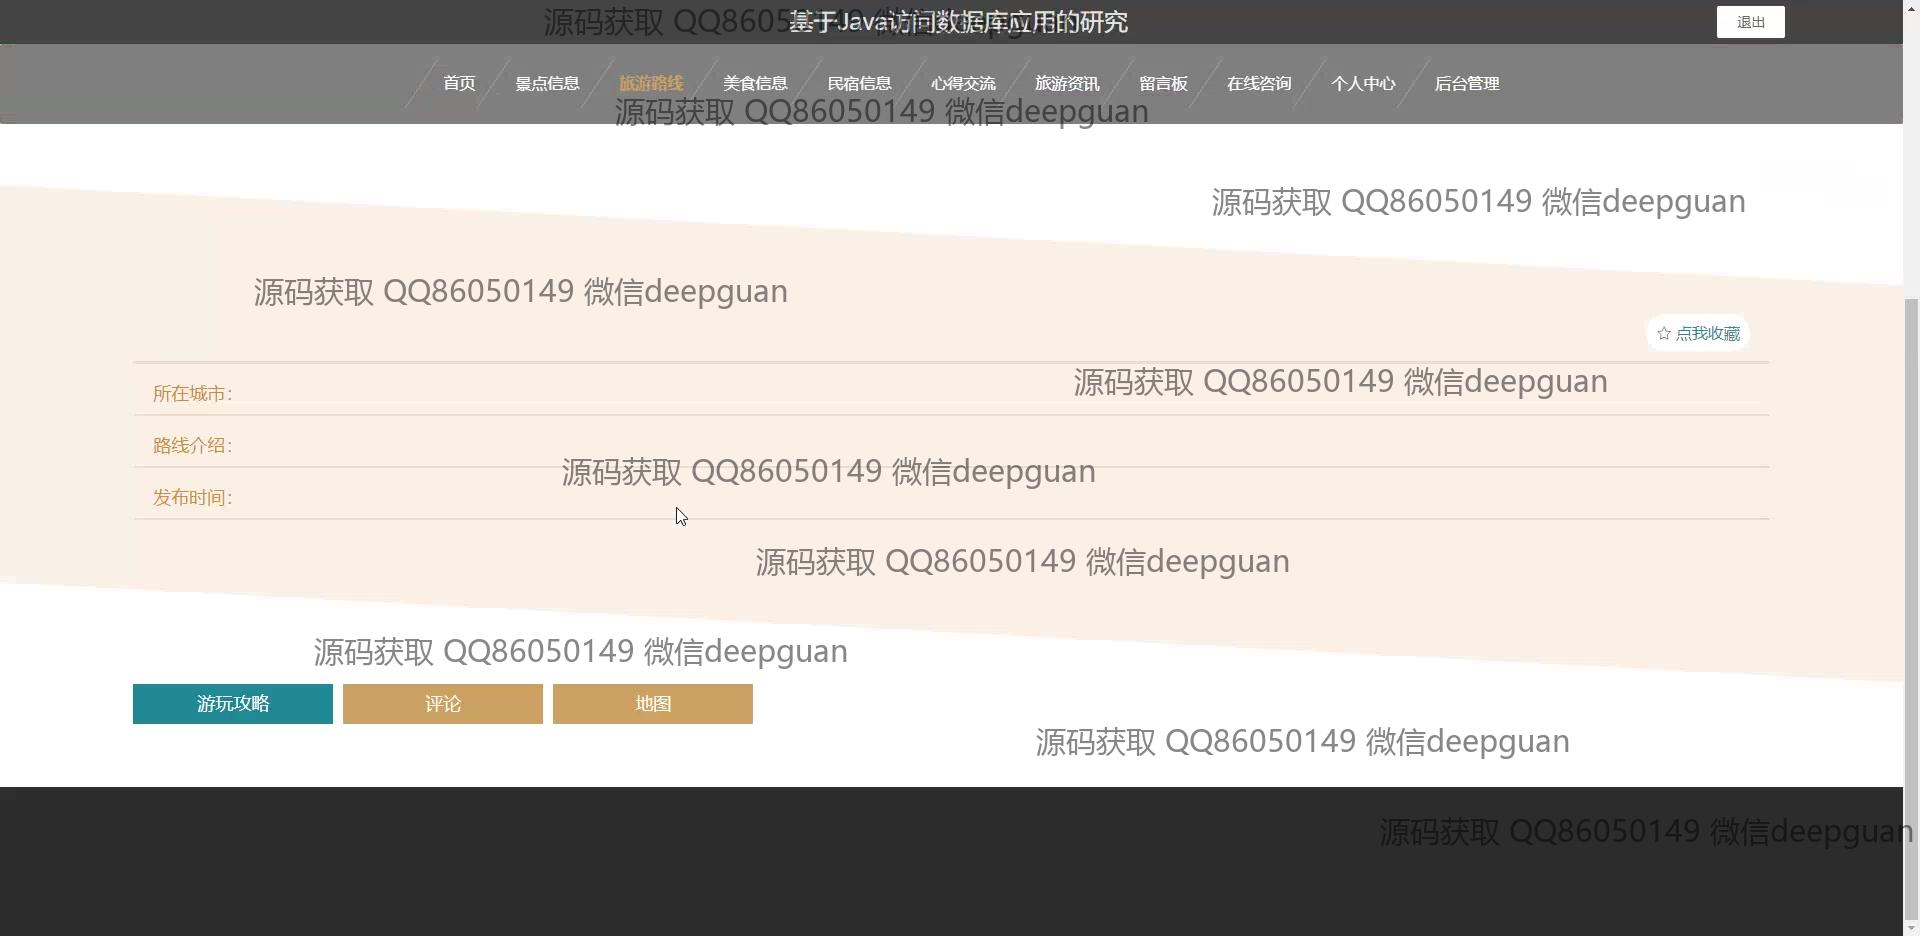 源码获取 QQ86050149 微信deepguan
基于Java访问数据库应用的研究
退出
首页 景点信息 旅游路线 美食信息 民宿信息 心得交流 旅游资讯 留言板 在线咨询 个人中心 后台管理
源码获取 QQ86050149 微信deepguan
源码获取 QQ86050149 微信deepguan
源码获取 QQ86050149 微信deepguan
☆ 点我收藏
所在城市：
源码获取 QQ86050149 微信deepguan
路线介绍：
源码获取 QQ86050149 微信deepguan
发布时间：
源码获取 QQ86050149 微信deepguan
源码获取 QQ86050149 微信deepguan
游玩攻略 评论 地图
源码获取 QQ86050149 微信deepguan
源码获取 QQ86050149 微信deepguan